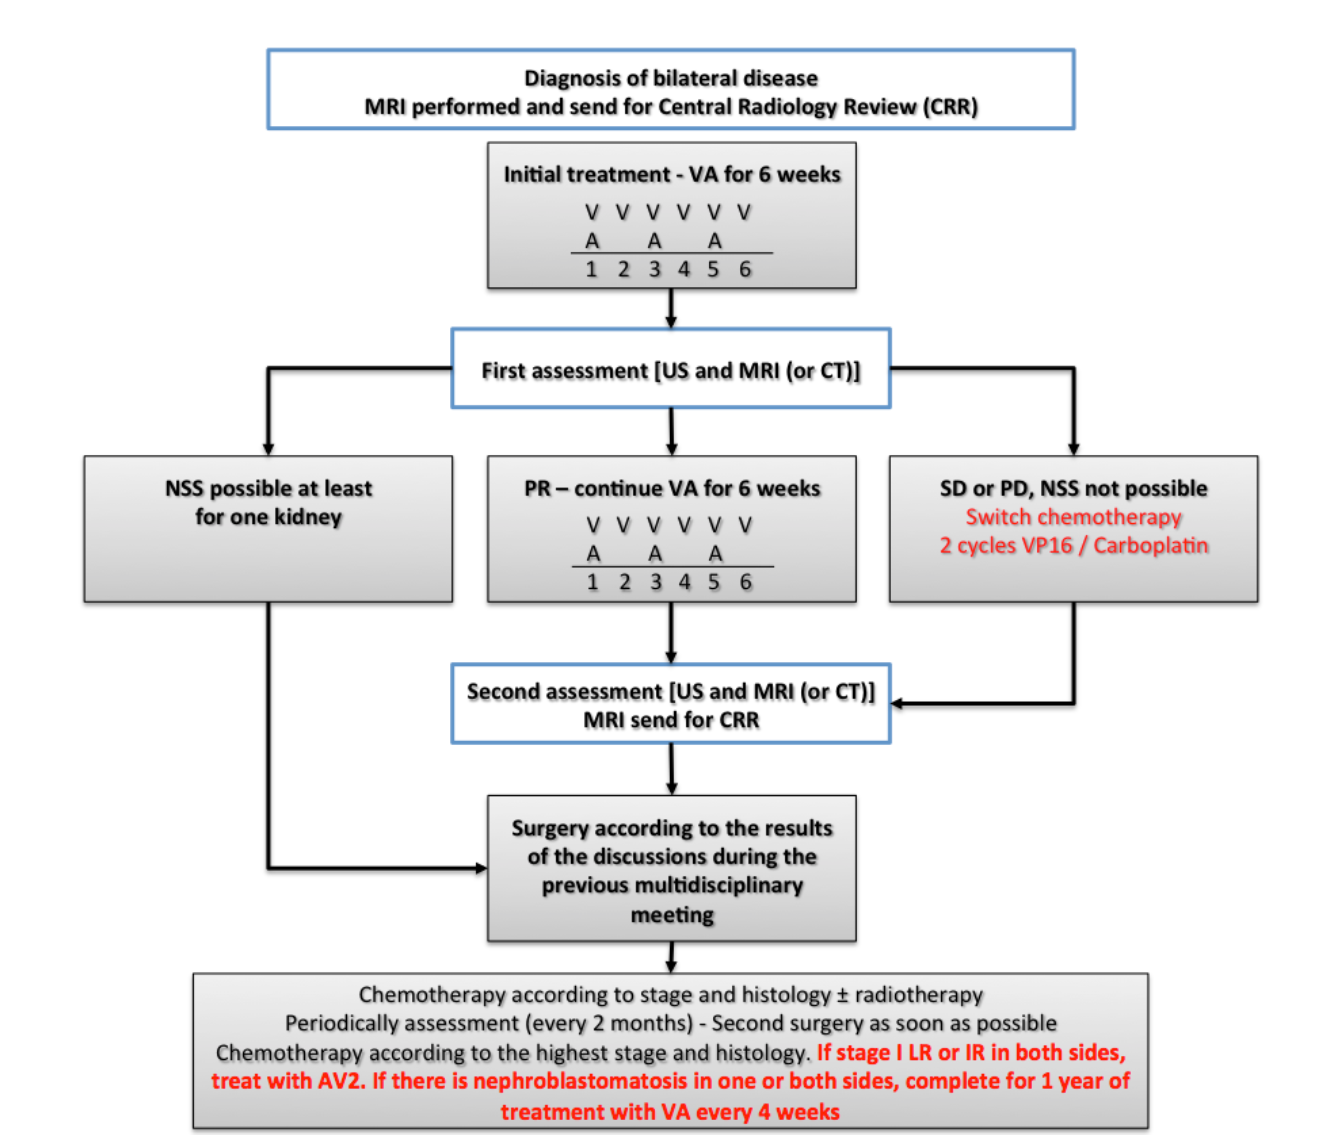 Diagnosis of bilateral disease
MRI performed and send for Central Radiology Review (CRR)
Initial treatment - VA for 6 weeks
V V V V V V
A A A
1 2 3 4 5 6
First assessment [US and MRI (or CT)]
NSS possible at least
for one kidney
PR – continue VA for 6 weeks
V V V V V V
A A A
1 2 3 4 5 6
SD or PD, NSS not possible
Switch chemotherapy
2 cycles VP16 / Carboplatin
Second assessment [US and MRI (or CT)]
MRI send for CRR
Surgery according to the results
of the discussions during the
previous multidisciplinary
meeting
Chemotherapy according to stage and histology ± radiotherapy
Periodically assessment (every 2 months) - Second surgery as soon as possible
Chemotherapy according to the highest stage and histology. If stage I LR or IR in both sides,
treat with AV2. If there is nephroblastomatosis in one or both sides, complete for 1 year of
treatment with VA every 4 weeks